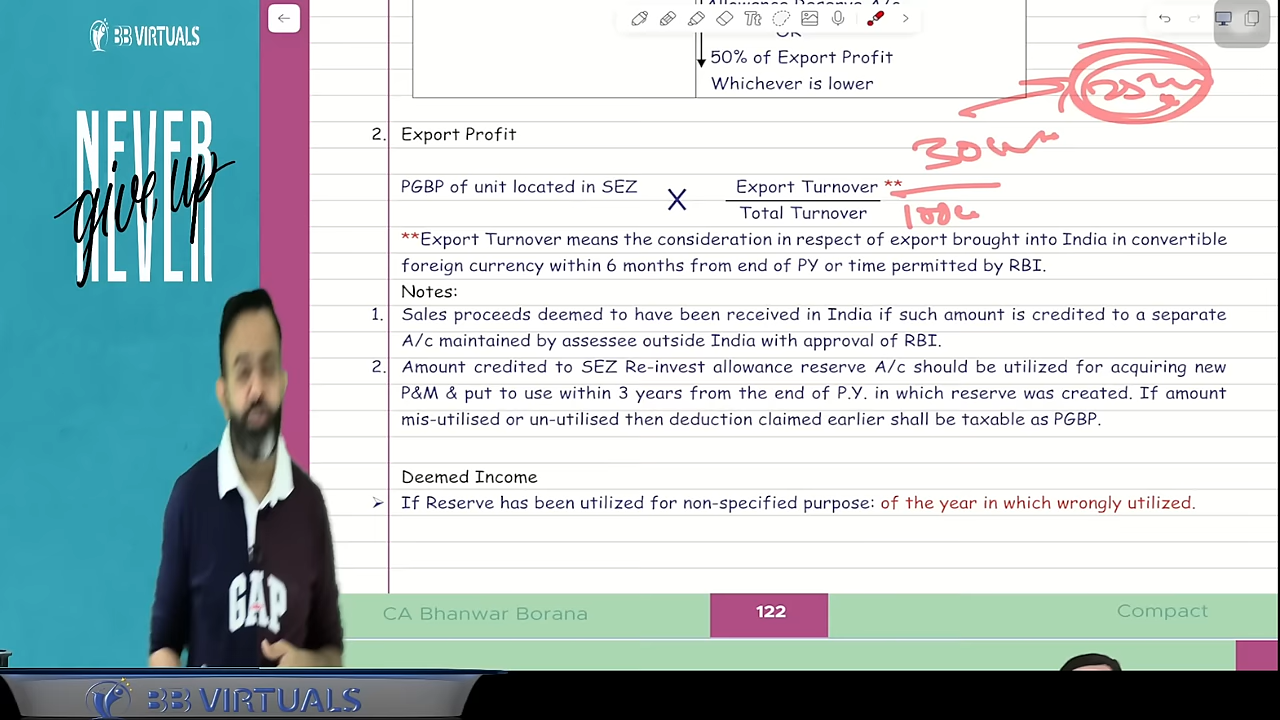 BB VIRTUALS
NEVER
give up
NEVER
OR
50% of Export Profit
Whichever is lower
2. Export Profit
30
PGBP of unit located in SEZ X Export Turnover **
Total Turnover
**Export Turnover means the consideration in respect of export brought into India in convertible
foreign currency within 6 months from end of PY or time permitted by RBI.
Notes:
1. Sales proceeds deemed to have been received in India if such amount is credited to a separate
A/c maintained by assessee outside India with approval of RBI.
2. Amount credited to SEZ Re-invest allowance reserve A/c should be utilized for acquiring new
P&M & put to use within 3 years from the end of P.Y. in which reserve was created. If amount
mis-utilised or un-utilised then deduction claimed earlier shall be taxable as PGBP.
Deemed Income
➢ If Reserve has been utilized for non-specified purpose: of the year in which wrongly utilized.
GAP
CA Bhanwar Borana 122 Compact
BB VIRTUALS